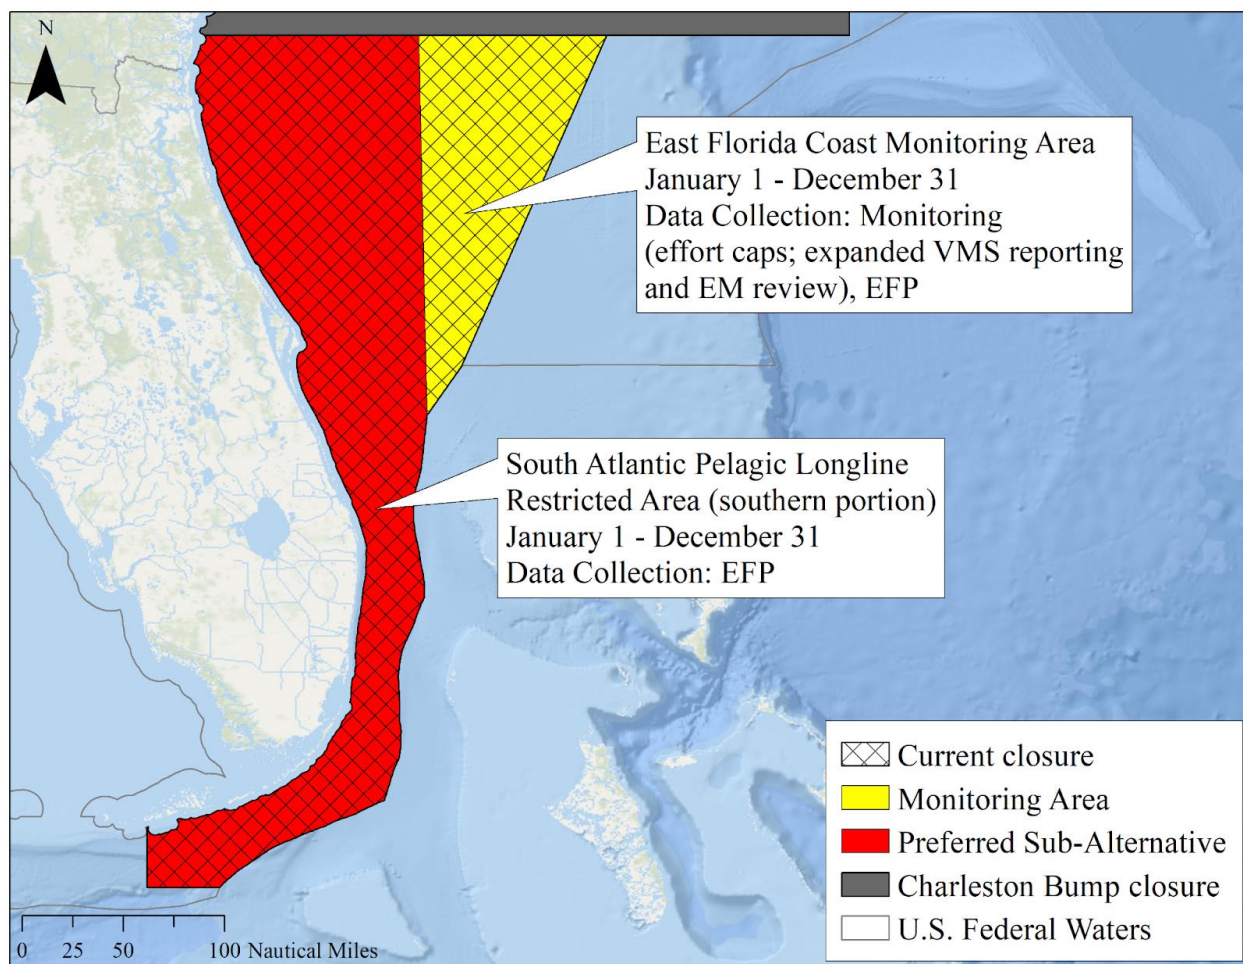 N
East Florida Coast Monitoring Area
January 1 - December 31
Data Collection: Monitoring
(effort caps; expanded VMS reporting
and EM review), EFP
South Atlantic Pelagic Longline
Restricted Area (southern portion)
January 1 - December 31
Data Collection: EFP
Current closure
Monitoring Area
Preferred Sub-Alternative
Charleston Bump closure
U.S. Federal Waters
0 25 50 100 Nautical Miles